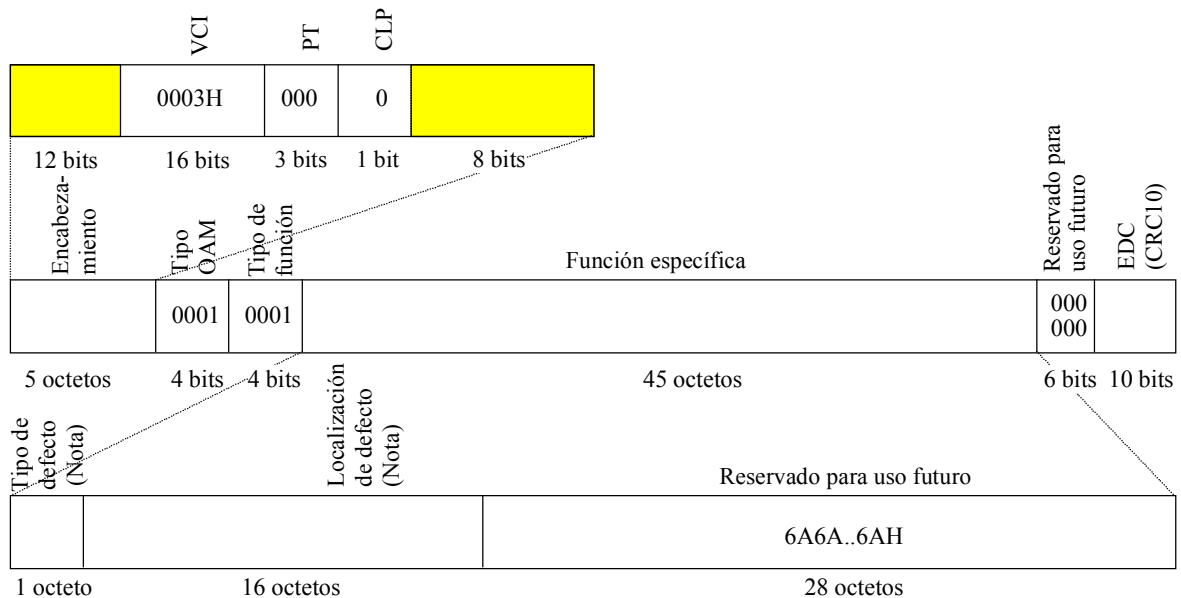 VCI
PT
CLP
0003H
000
0
12 bits
16 bits
3 bits
1 bit
8 bits
Encabeza-
miento
Tipo
OAM
Tipo de
función
Función específica
Reservado para
uso futuro
EDC
(CRC10)
0001
0001
000
000
5 octetos
4 bits
4 bits
45 octetos
6 bits
10 bits
Tipo de
defecto
(Nota)
Localización
de defecto
(Nota)
Reservado para uso futuro
6A6A..6AH
1 octeto
16 octetos
28 octetos